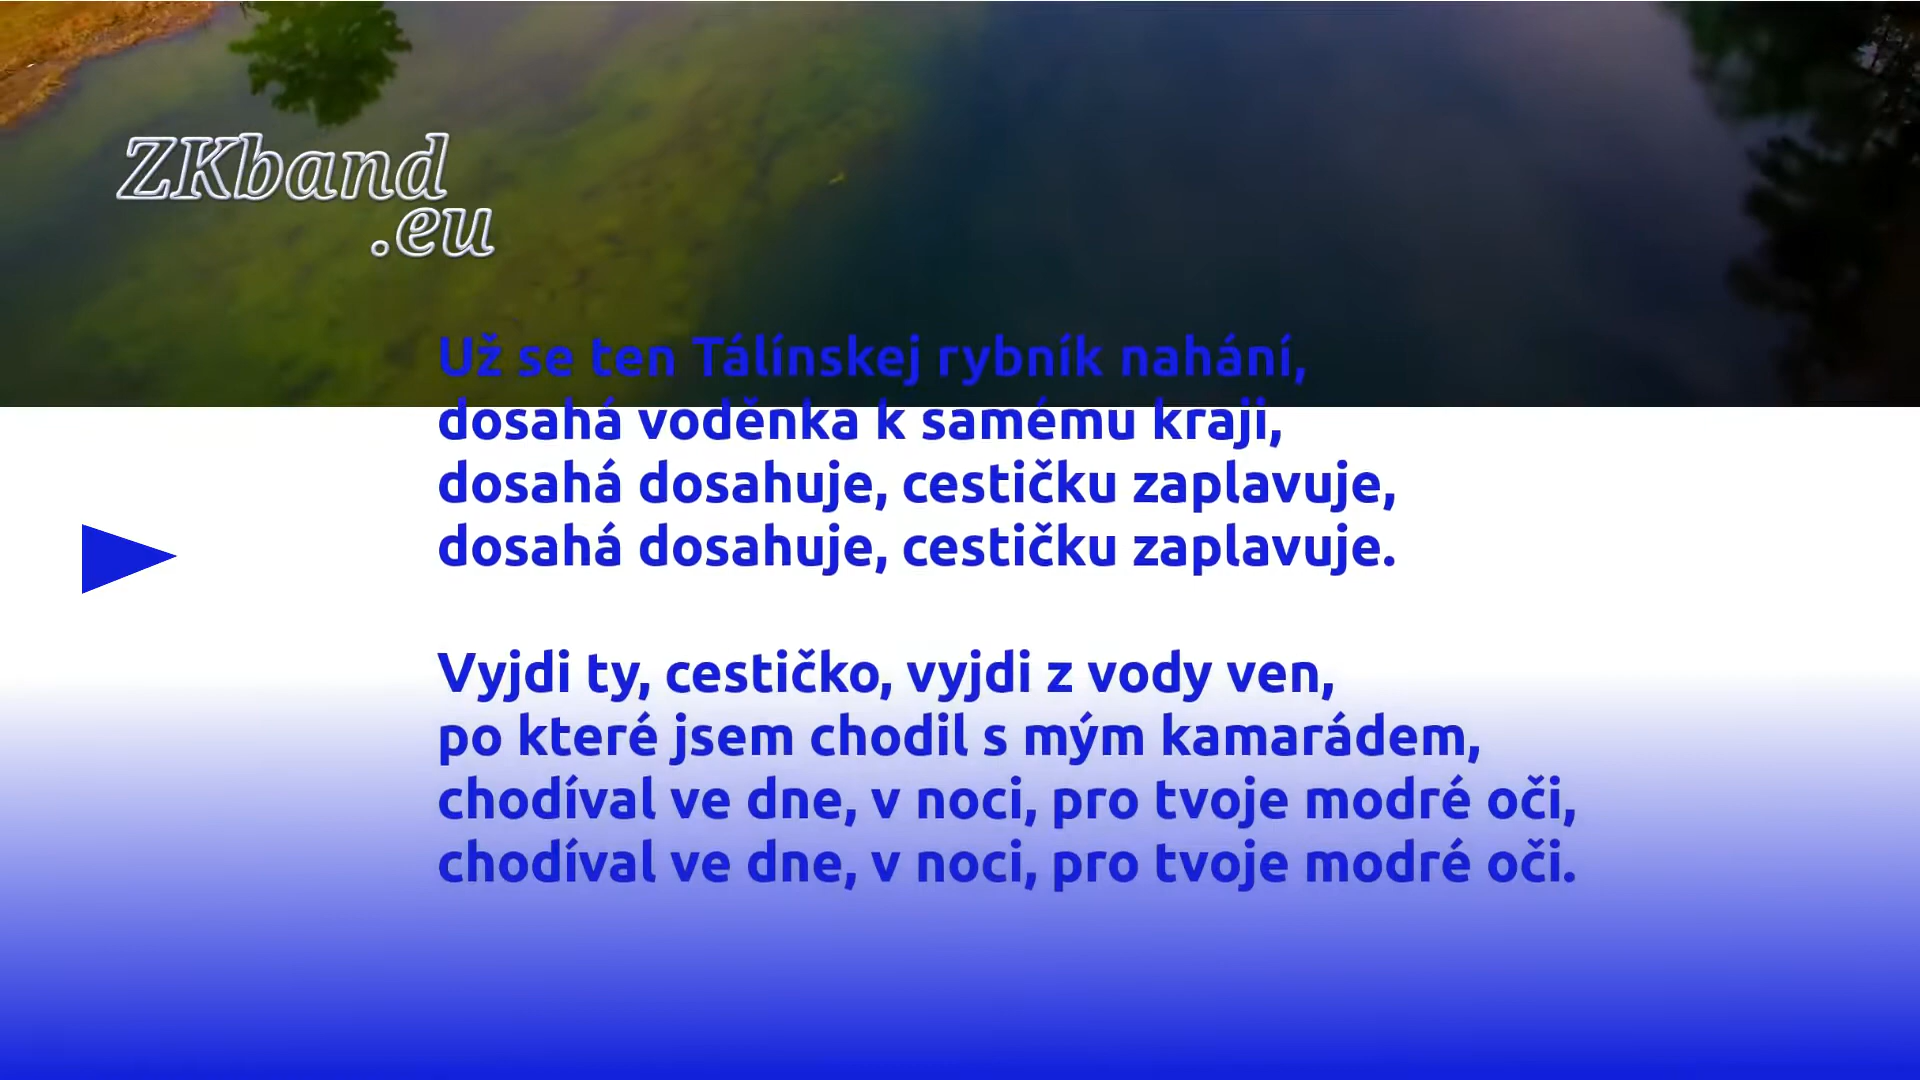 ZKband
.eu
Už se ten Tálínskej rybník nahání,
dosahá voděnka k samému kraji,
dosahá dosahuje, cestičku zaplavuje,
dosahá dosahuje, cestičku zaplavuje.
Vyjdi ty, cestičko, vyjdi z vody ven,
po které jsem chodil s mým kamarádem,
chodíval ve dne, v noci, pro tvoje modré oči,
chodíval ve dne, v noci, pro tvoje modré oči.